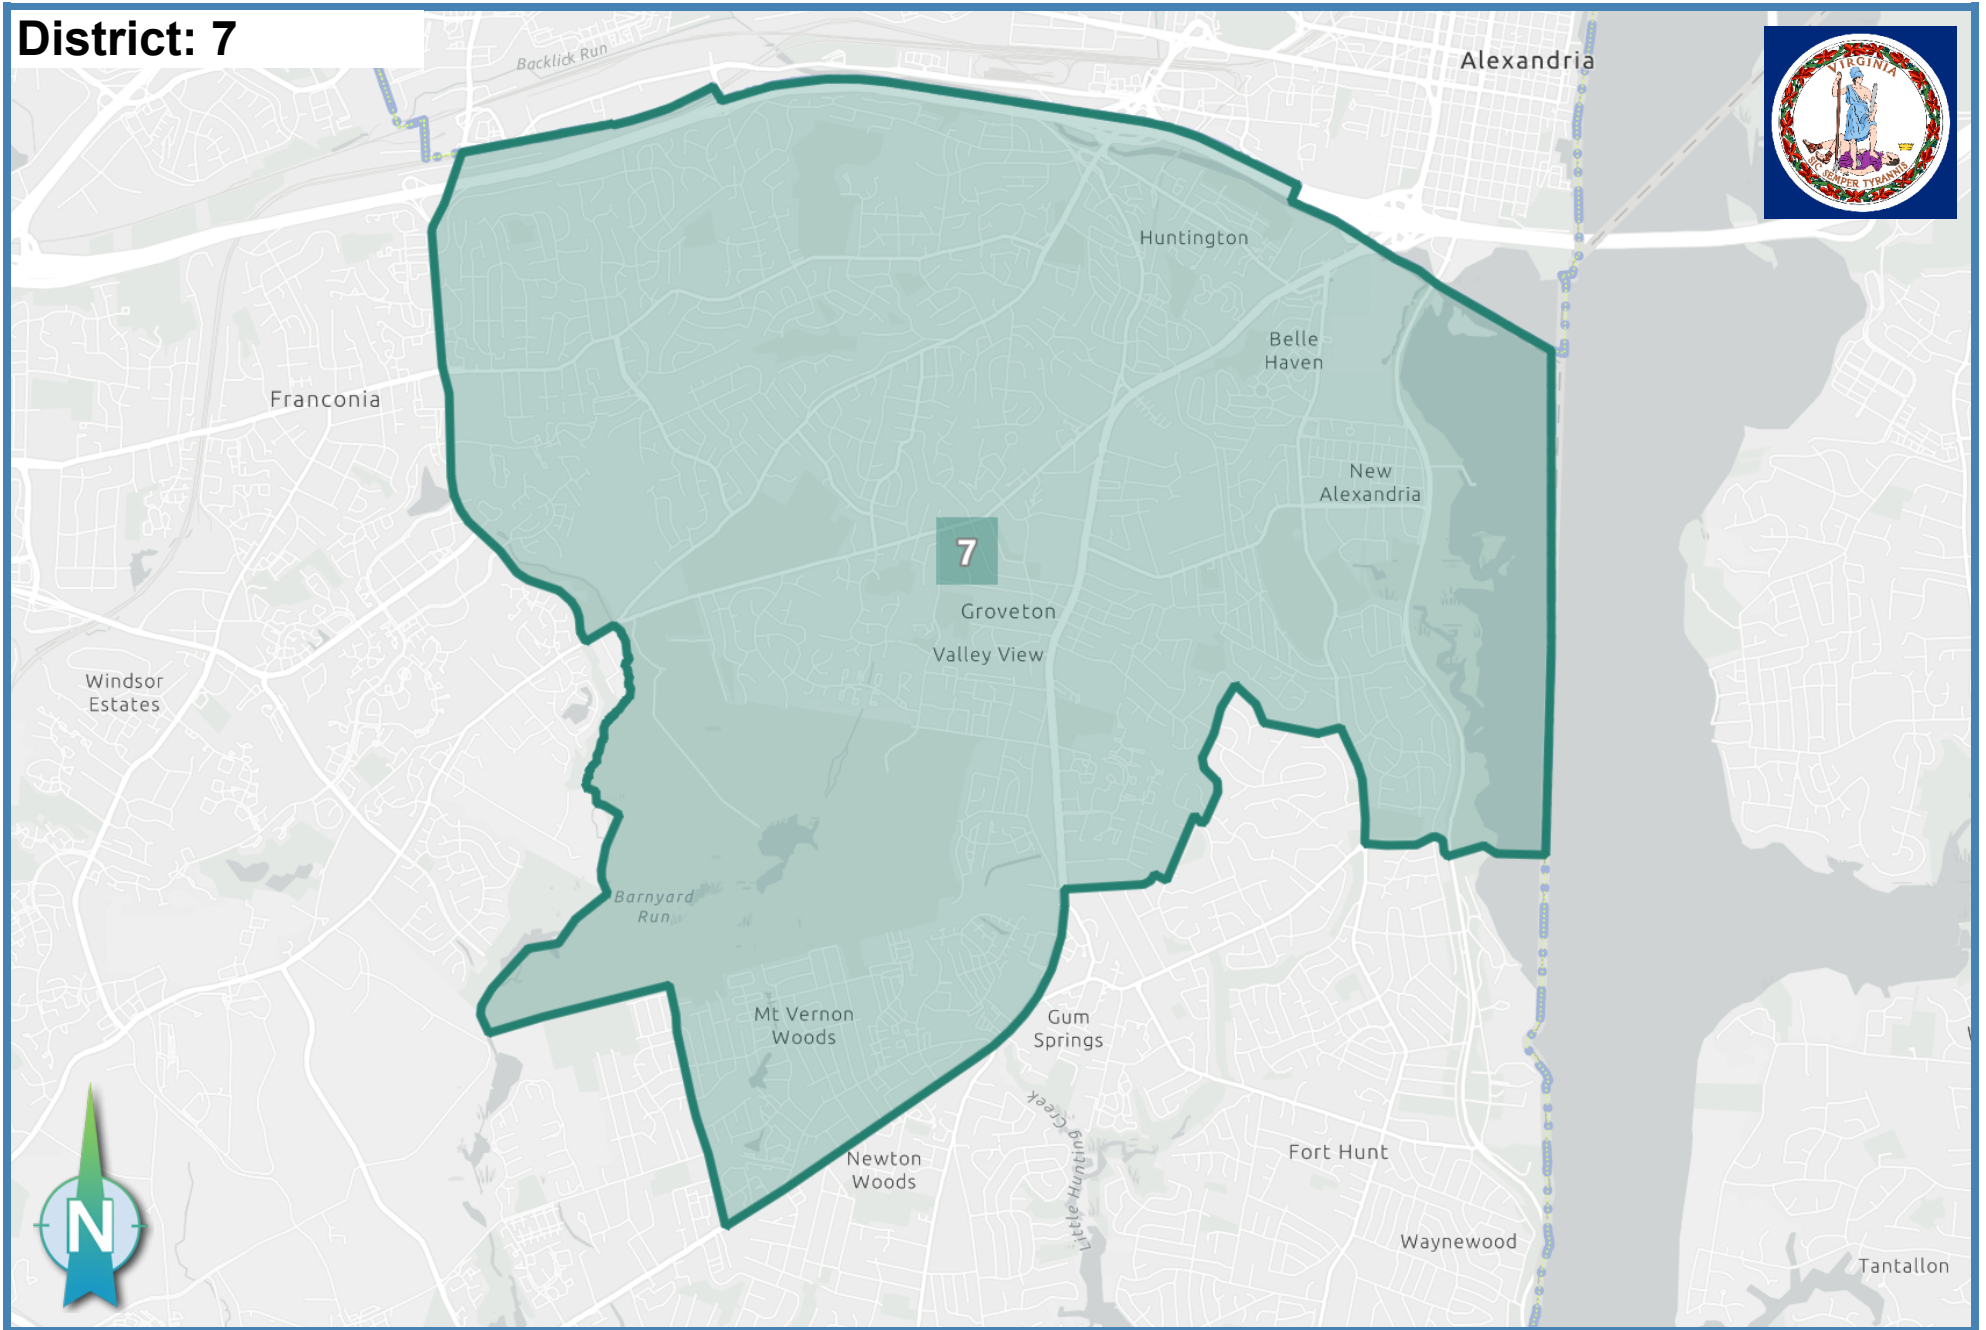 District: 7
Backlick Run
Alexandria
VIRGINIA
SIC SEMPER TYRANNIS
Huntington
Belle
Haven
Franconia
New
Alexandria
7
Groveton
Valley View
Windsor
Estates
Barnyard
Run
Mt Vernon
Woods
Gum
Springs
Little Hunting Creek
Newton
Woods
Fort Hunt
Waynewood
Tantallon
N